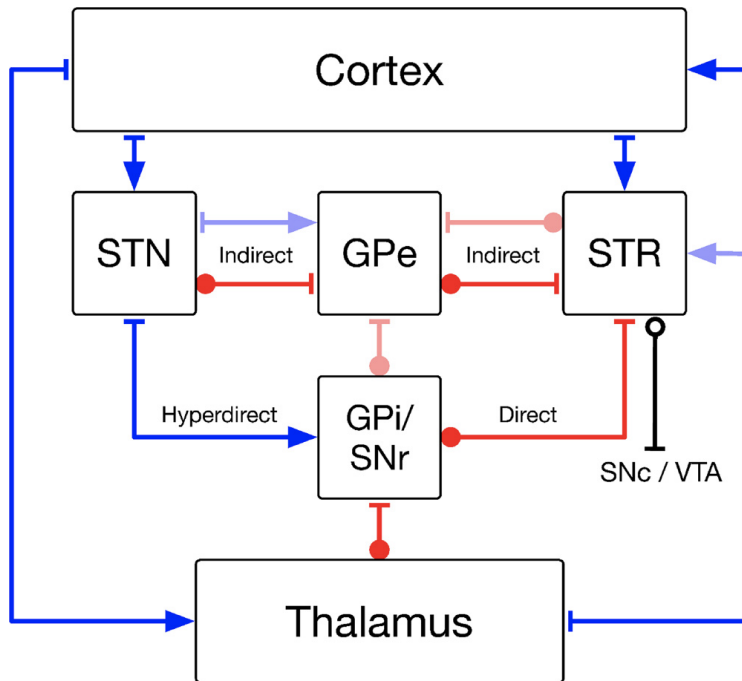 Cortex
STN
Indirect
GPe
Indirect
STR
Hyperdirect
GPi/
SNr
Direct
SNc / VTA
Thalamus